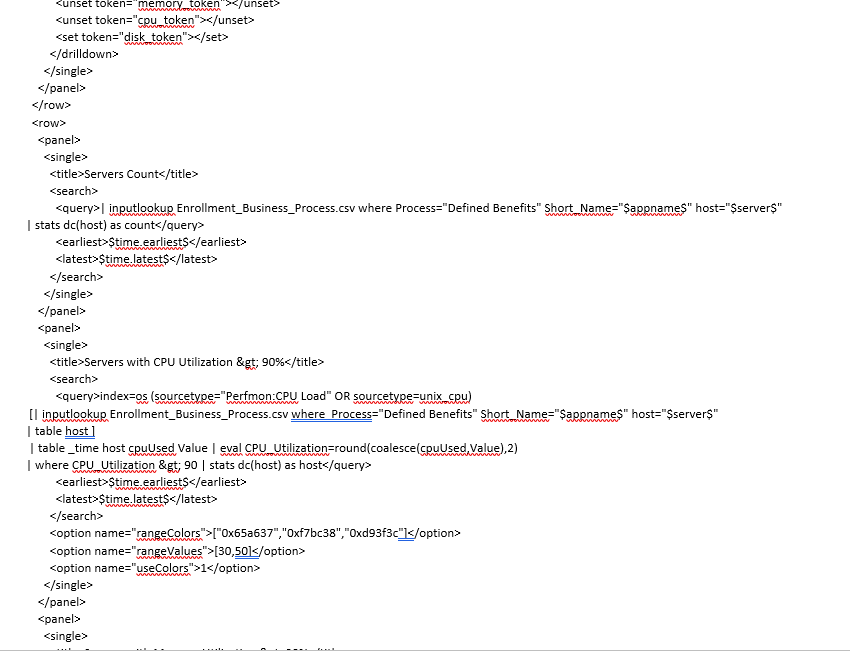 <unset token="memory_token"></unset>
<unset token="cpu_token"></unset>
<set token="disk_token"></set>
</drilldown>
</single>
</panel>
</row>
<row>
<panel>
<single>
<title>Servers Count</title>
<search>
<query>| inputlookup Enrollment_Business_Process.csv where Process="Defined Benefits" Short_Name="$appname$" host="$server$"
| stats dc(host) as count</query>
<earliest>$time.earliest$</earliest>
<latest>$time.latest$</latest>
</search>
</single>
</panel>
<panel>
<single>
<title>Servers with CPU Utilization &gt; 90%</title>
<search>
<query>index=os (sourcetype="Perfmon:CPU Load" OR sourcetype=unix_cpu)
[| inputlookup Enrollment_Business_Process.csv where Process="Defined Benefits" Short_Name="$appname$" host="$server$"
| table host ]
| table _time host cpuUsed Value | eval CPU_Utilization=round(coalesce(cpuUsed,Value),2)
| where CPU_Utilization &gt; 90 | stats dc(host) as host</query>
<earliest>$time.earliest$</earliest>
<latest>$time.latest$</latest>
</search>
<option name="rangeColors">["0x65a637","0xf7bc38","0xd93f3c"]</option>
<option name="rangeValues">[30,50]</option>
<option name="useColors">1</option>
</single>
</panel>
<panel>
<single>